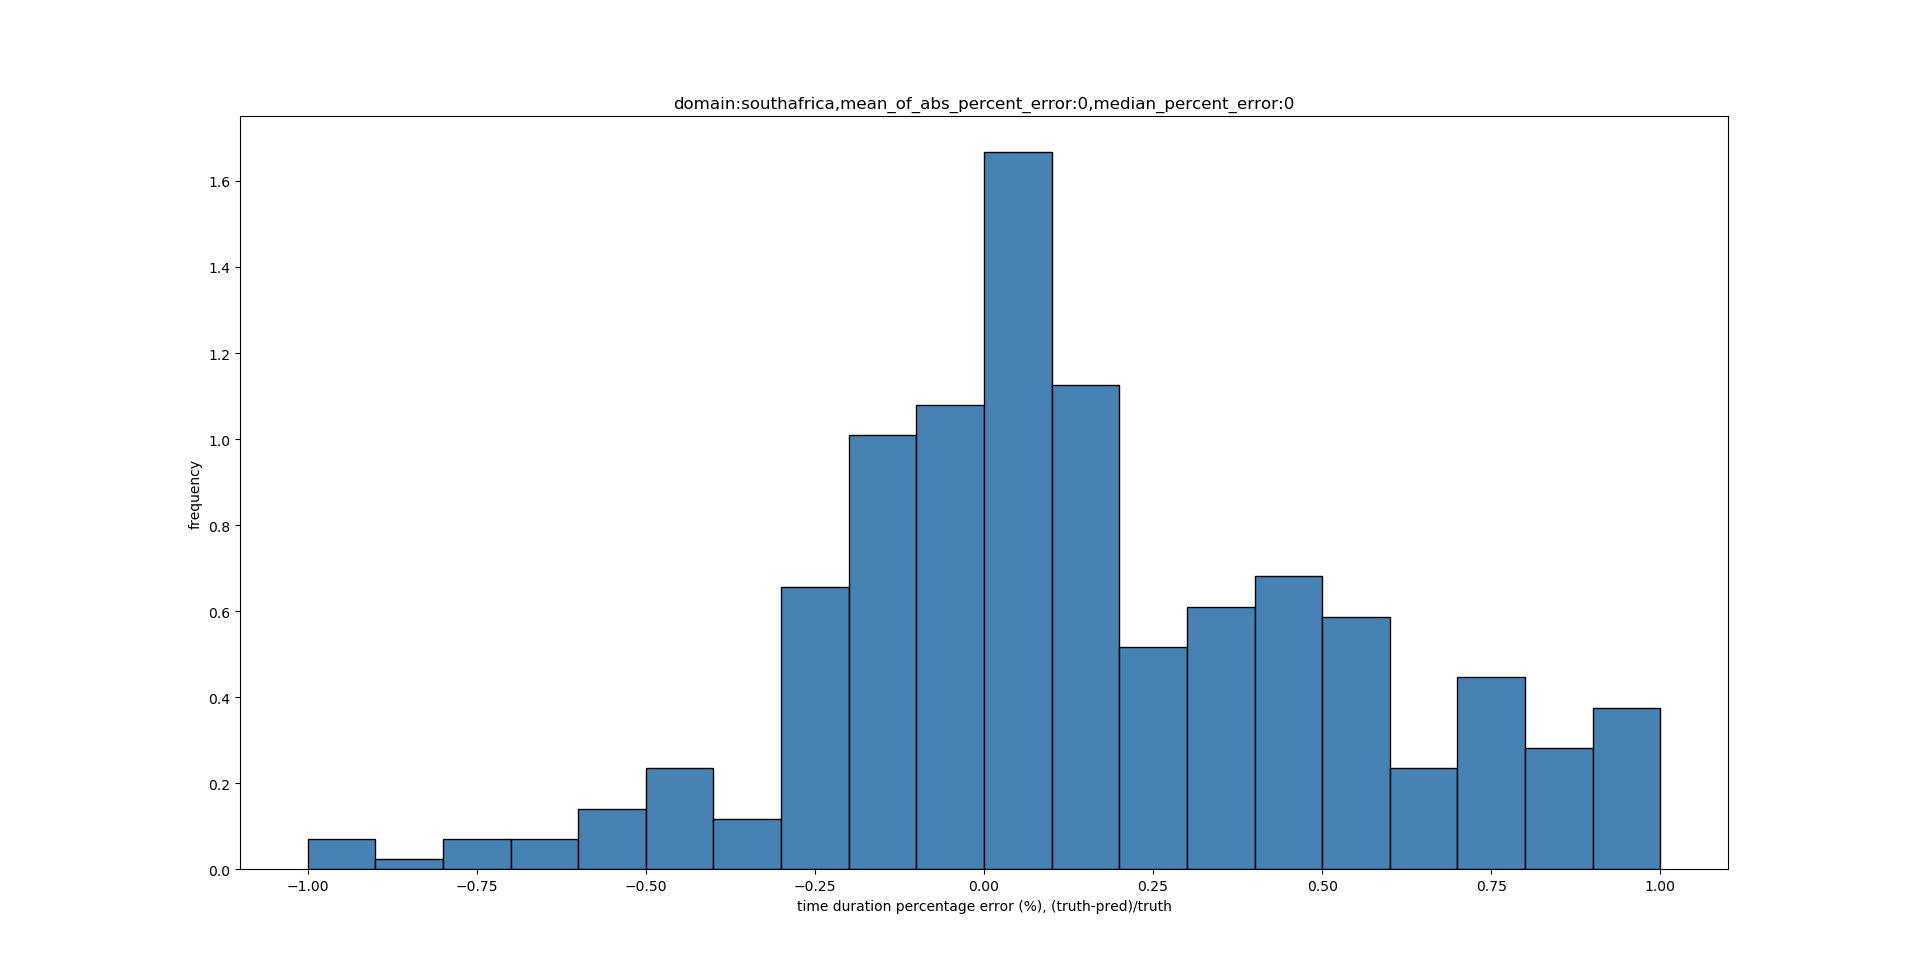 domain:southafrica,mean_of_abs_percent_error:0,median_percent_error:0
frequency
1.6
1.4
1.2
1.0
0.8
0.6
0.4
0.2
0.0
−1.00 −0.75 −0.50 −0.25 0.00 0.25 0.50 0.75 1.00
time duration percentage error (%), (truth-pred)/truth